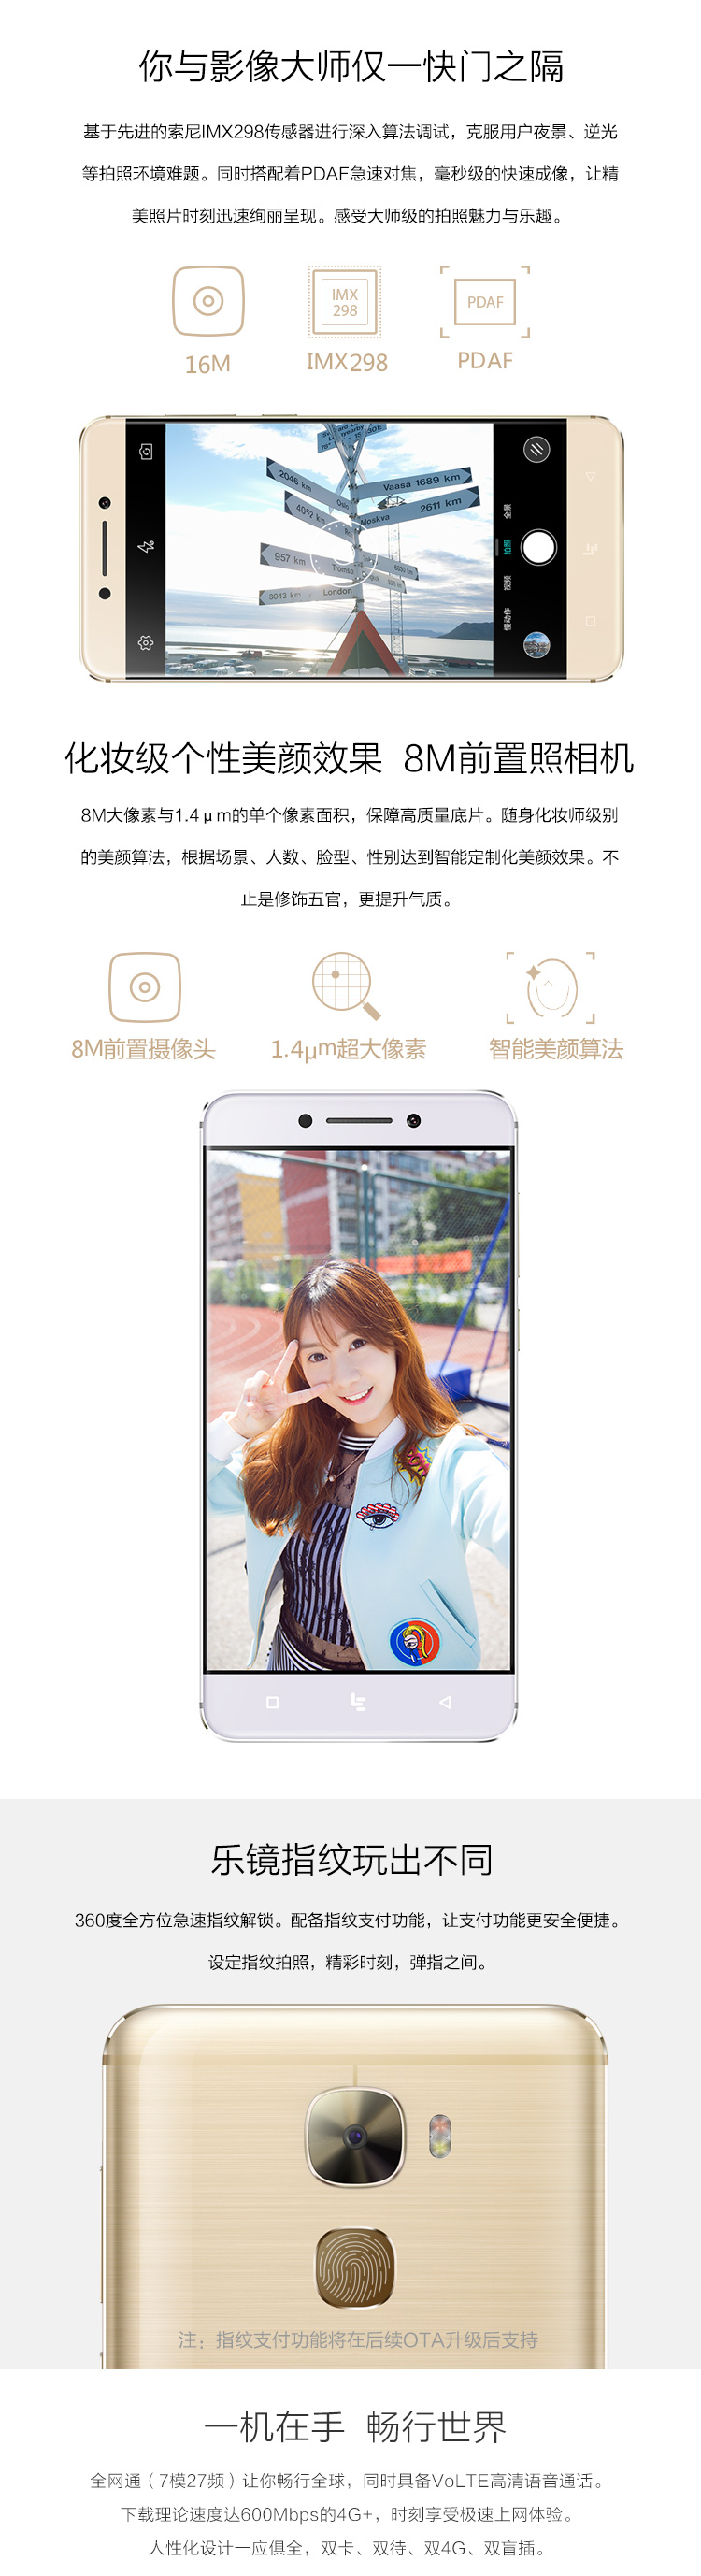 你与影像大师仅一快门之隔
基于先进的索尼IMX298传感器进行深入算法调试，克服用户夜景、逆光
等拍照环境难题。同时搭配着PDAF急速对焦，毫秒级的快速成像，让精
美照片时刻迅速绚丽呈现。感受大师级的拍照魅力与乐趣。
IMX
298
PDAF
16M
IMX298
PDAF
2046 km
Vaasa 1689 km
Oslo
4052 km
2611 km
Moskva
957 km
Tromsø
3043 km
London
全景
拍照
视频
慢动作
化妆级个性美颜效果 8M前置照相机
8M大像素与1.4μm的单个像素面积，保障高质量底片。随身化妆师级别
的美颜算法，根据场景、人数、脸型、性别达到智能定制化美颜效果。不
止是修饰五官，更提升气质。
8M前置摄像头
1.4μm超大像素
智能美颜算法
乐镜指纹玩出不同
360度全方位急速指纹解锁。配备指纹支付功能，让支付功能更安全便捷。
设定指纹拍照，精彩时刻，弹指之间。
注：指纹支付功能将在后续OTA升级后支持
一机在手 畅行世界
全网通（7模27频）让你畅行全球，同时具备VoLTE高清语音通话。
下载理论速度达600Mbps的4G+，时刻享受极速上网体验。
人性化设计一应俱全，双卡、双待、双4G、双盲插。